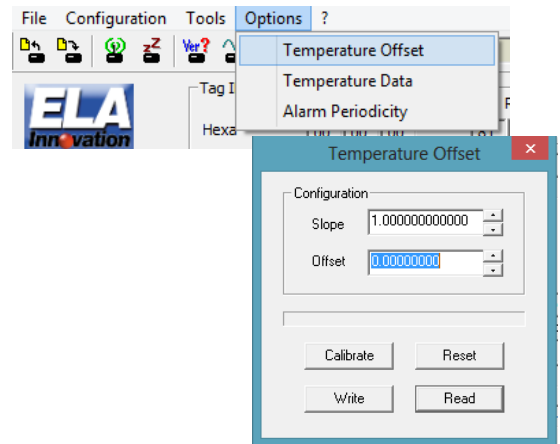 File Configuration Tools Options ?
Ver?
Temperature Offset
Temperature Data
Alarm Periodicity
ELA
Innovation
Tag I
Hexa
Temperature Offset
Configuration
Slope 1.000000000000
Offset 0.00000000
Calibrate Reset
Write Read